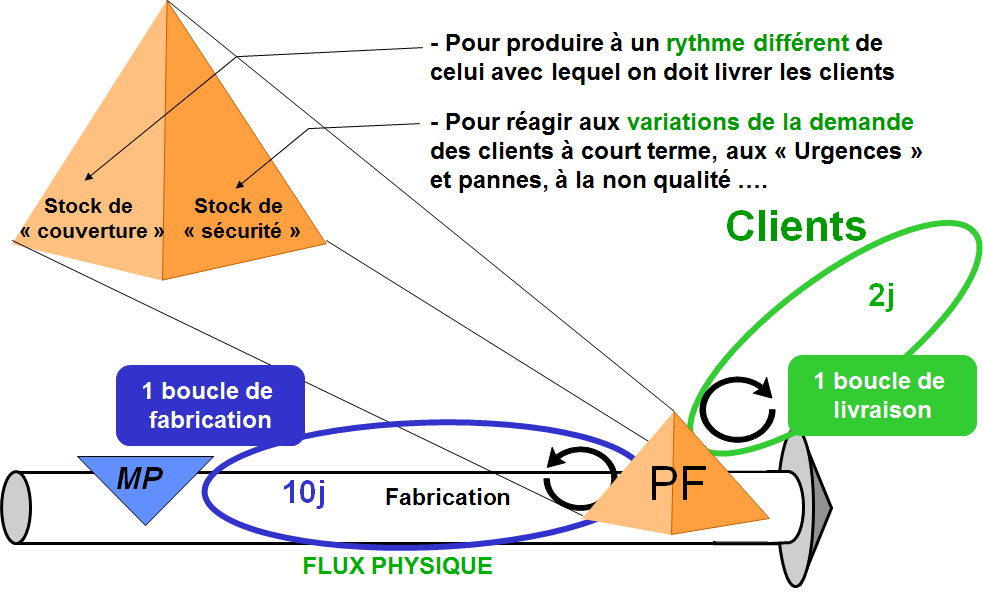 - Pour produire à un rythme différent de
celui avec lequel on doit livrer les clients
- Pour réagir aux variations de la demande
des clients à court terme, aux « Urgences »
et pannes, à la non qualité ....
Stock de
« couverture »
Stock de
« sécurité »
Clients
2j
1 boucle de
livraison
1 boucle de
fabrication
MP
10j
Fabrication
PF
FLUX PHYSIQUE